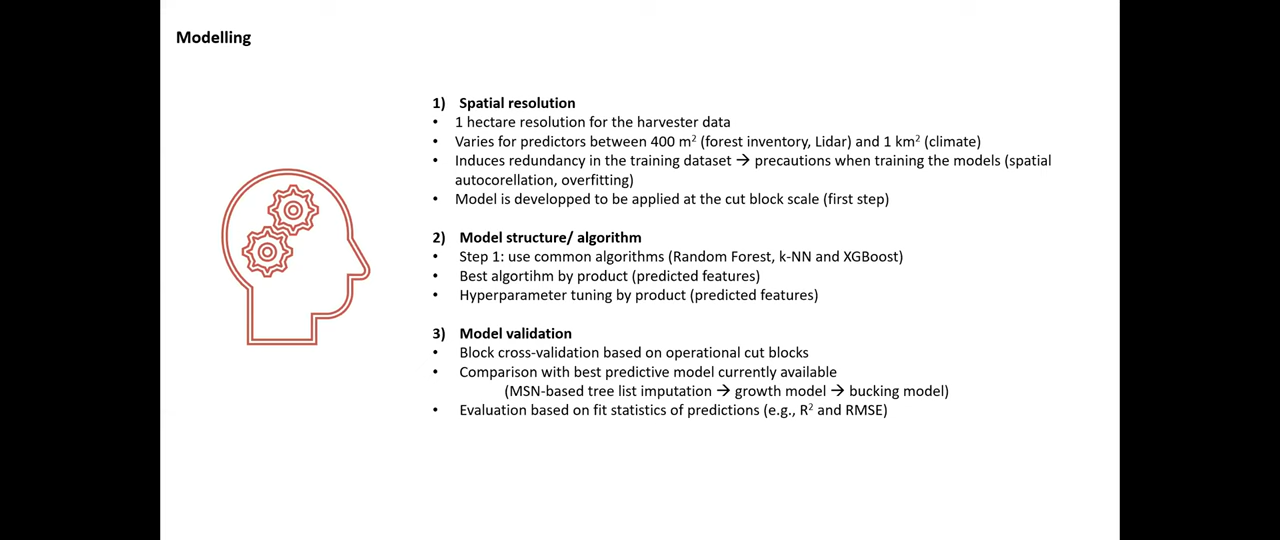 Modelling
1) Spatial resolution
• 1 hectare resolution for the harvester data
• Varies for predictors between 400 m² (forest inventory, Lidar) and 1 km² (climate)
• Induces redundancy in the training dataset → precautions when training the models (spatial
autocorellation, overfitting)
• Model is developped to be applied at the cut block scale (first step)
2) Model structure/ algorithm
• Step 1: use common algorithms (Random Forest, k-NN and XGBoost)
• Best algortihm by product (predicted features)
• Hyperparameter tuning by product (predicted features)
3) Model validation
• Block cross-validation based on operational cut blocks
• Comparison with best predictive model currently available
(MSN-based tree list imputation → growth model → bucking model)
• Evaluation based on fit statistics of predictions (e.g., R² and RMSE)